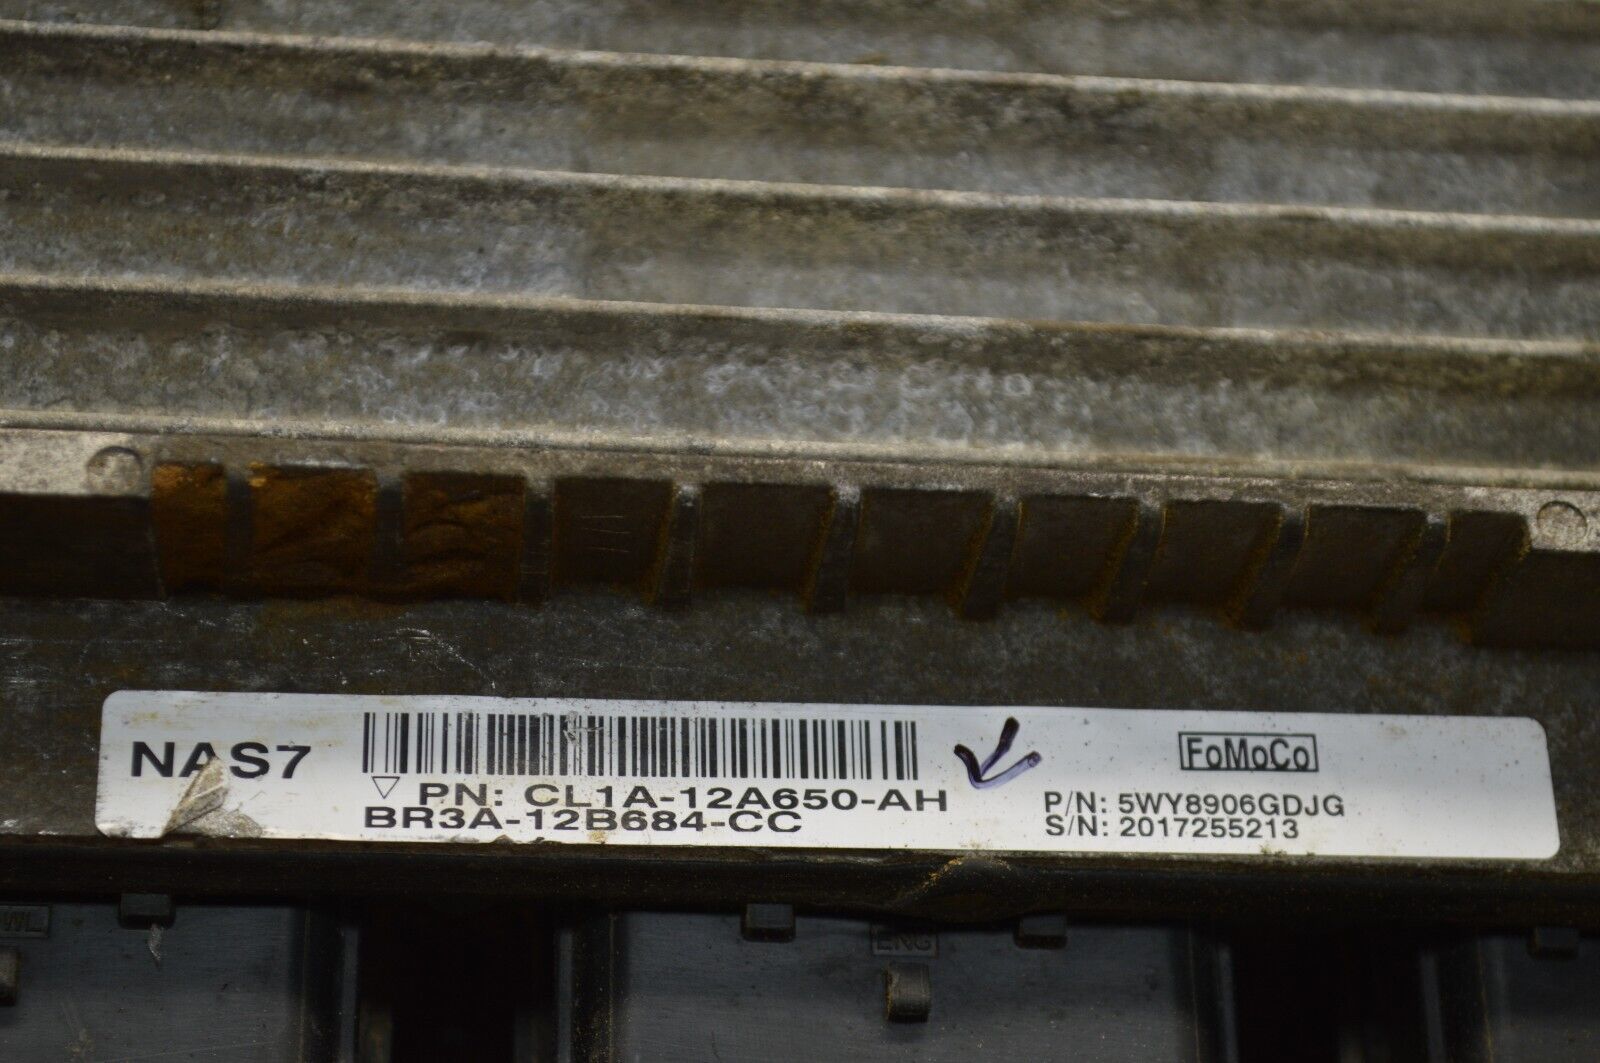 NAS7
PN: CL1A-12A650-AH
BR3A-12B684-CC
FoMoCo
P/N: 5WY8906GDJG
S/N: 2017255213
ENG